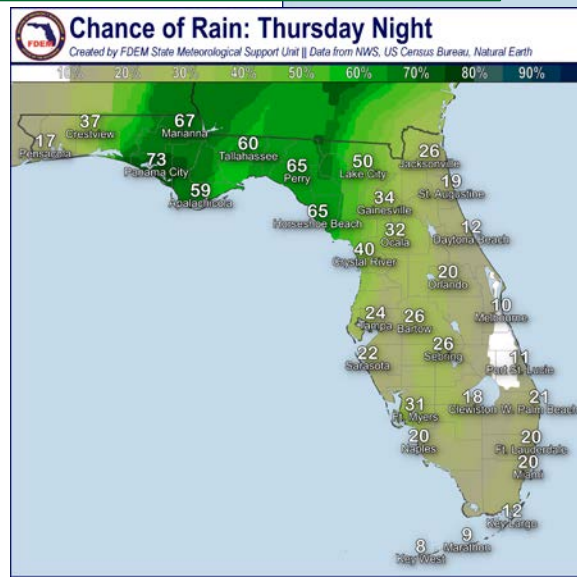 FDEM
Chance of Rain: Thursday Night
Created by FDEM State Meteorological Support Unit || Data from NWS, US Census Bureau, Natural Earth
10% 20% 30% 40% 50% 60% 70% 80% 90%
37
Crestview
67
Marianna
17
Pensacola
73
Panama City
60
Tallahassee
59
Apalachicola
65
Perry
50
Lake City
26
Jacksonville
19
St. Augustine
65
Horseshoe Beach
34
Gainesville
32
Ocala
12
Daytona Beach
40
Crystal River
20
Orlando
10
Melbourne
24
Tampa
26
Bartow
22
Sarasota
26
Sebring
11
Port St. Lucie
31
Ft. Myers
18
Clewiston
21
W. Palm Beach
20
Naples
20
Ft. Lauderdale
20
Miami
12
Key Largo
9
Marathon
8
Key West